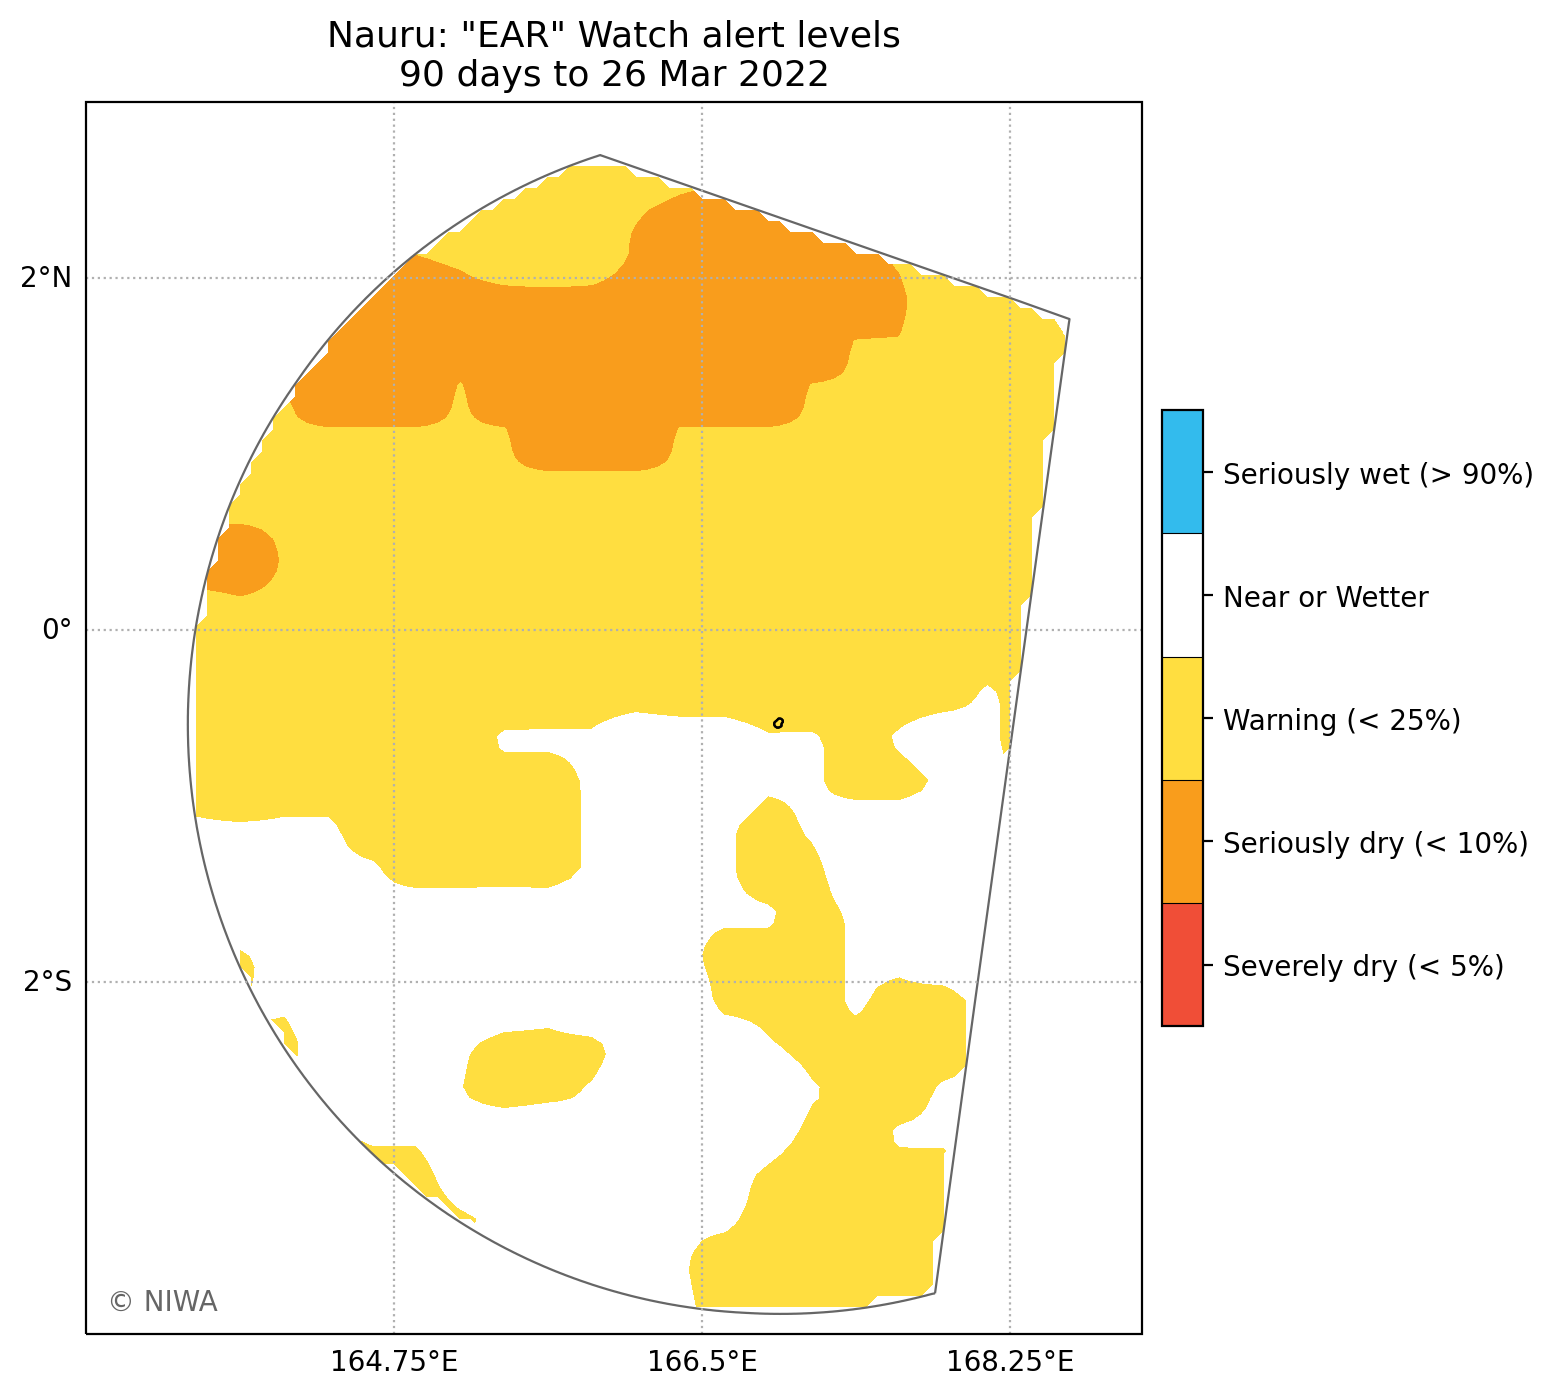 Nauru: "EAR" Watch alert levels
90 days to 26 Mar 2022
2°N
0°
2°S
164.75°E
166.5°E
168.25°E
© NIWA
Seriously wet (> 90%)
Near or Wetter
Warning (< 25%)
Seriously dry (< 10%)
Severely dry (< 5%)